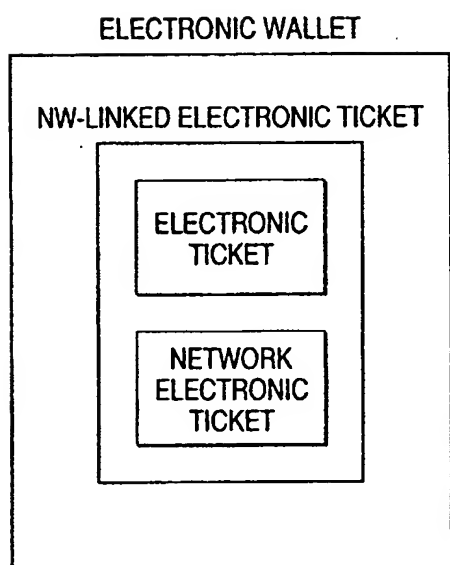 ELECTRONIC WALLET
NW-LINKED ELECTRONIC TICKET
ELECTRONIC
TICKET
NETWORK
ELECTRONIC
TICKET